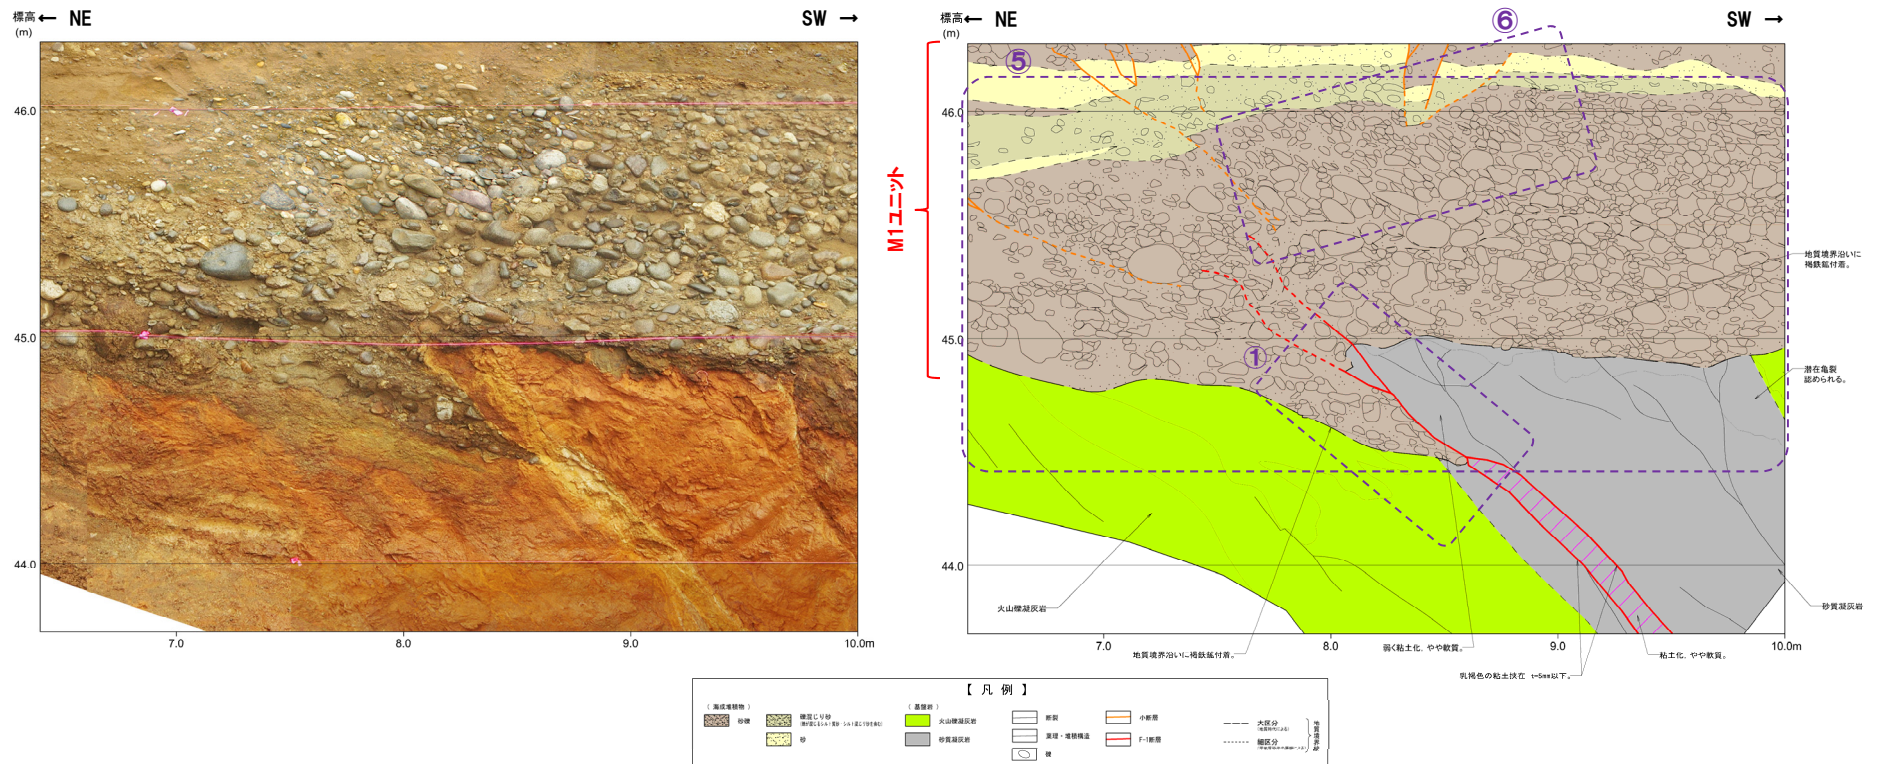 標高
(m)
← NE
SW →
46.0
45.0
44.0
7.0
8.0
9.0
10.0m
標高
(m)
← NE
SW →
⑤
⑥
①
M1ユニット
46.0
45.0
44.0
7.0
8.0
9.0
10.0m
地質境界沿いに
褐鉄鉱付着。
潜在亀裂
認められる。
砂質凝灰岩
火山礫凝灰岩
地質境界沿いに褐鉄鉱付着。
弱く粘土化、やや軟質。
粘土化、やや軟質。
乳褐色の粘土挟在 t=5mm以下。
【 凡 例 】
( 海成堆積物 )
砂礫
礫混じり砂
砂
( 基盤岩 )
火山礫凝灰岩
砂質凝灰岩
断裂
葉理・堆積構造
礫
小断層
F-1断層
大区分
細区分
地質境界線